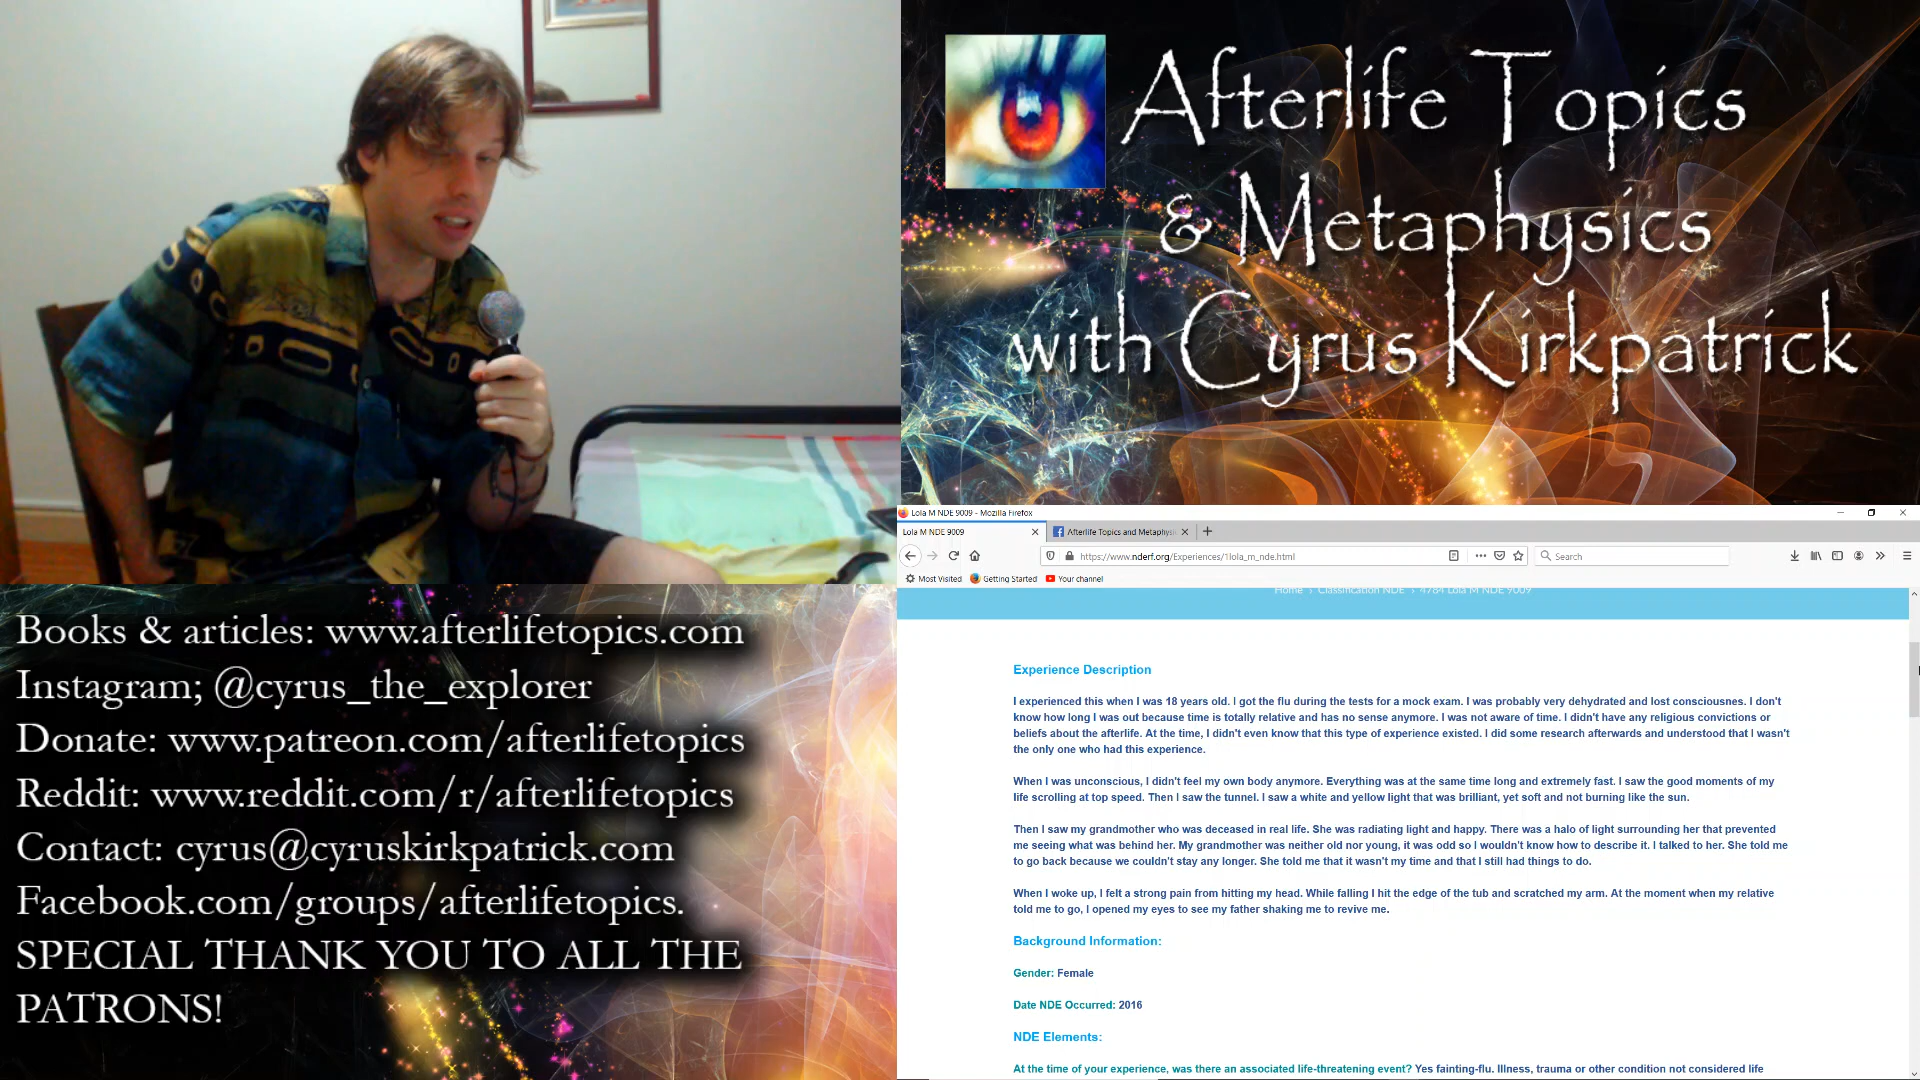 Afterlife Topics
& Metaphysics
with Cyrus Kirkpatrick
Books & articles: www.afterlifetopics.com
Instagram; @cyrus_the_explorer
Donate: www.patreon.com/afterlifetopics
Reddit: www.reddit.com/r/afterlifetopics
Contact: cyrus@cyruskirkpatrick.com
Facebook.com/groups/afterlifetopics.
SPECIAL THANK YOU TO ALL THE
PATRONS!
Lola M NDE 9009 - Mozilla Firefox
Lola M NDE 9009
Afterlife Topics and Metaphysi
https://www.nderf.org/Experiences/1lola_m_nde.html
Search
Most Visited Getting Started Your channel
Home › Classification NDE › 4784 Lola M NDE 9009
Experience Description
I experienced this when I was 18 years old. I got the flu during the tests for a mock exam. I was probably very dehydrated and lost consciousnes. I don't
know how long I was out because time is totally relative and has no sense anymore. I was not aware of time. I didn't have any religious convictions or
beliefs about the afterlife. At the time, I didn't even know that this type of experience existed. I did some research afterwards and understood that I wasn't
the only one who had this experience.
When I was unconscious, I didn't feel my own body anymore. Everything was at the same time long and extremely fast. I saw the good moments of my
life scrolling at top speed. Then I saw the tunnel. I saw a white and yellow light that was brilliant, yet soft and not burning like the sun.
Then I saw my grandmother who was deceased in real life. She was radiating light and happy. There was a halo of light surrounding her that prevented
me seeing what was behind her. My grandmother was neither old nor young, it was odd so I wouldn't know how to describe it. I talked to her. She told me
to go back because we couldn't stay any longer. She told me that it wasn't my time and that I still had things to do.
When I woke up, I felt a strong pain from hitting my head. While falling I hit the edge of the tub and scratched my arm. At the moment when my relative
told me to go, I opened my eyes to see my father shaking me to revive me.
Background Information:
Gender: Female
Date NDE Occurred: 2016
NDE Elements:
At the time of your experience, was there an associated life-threatening event? Yes fainting-flu. Illness, trauma or other condition not considered life